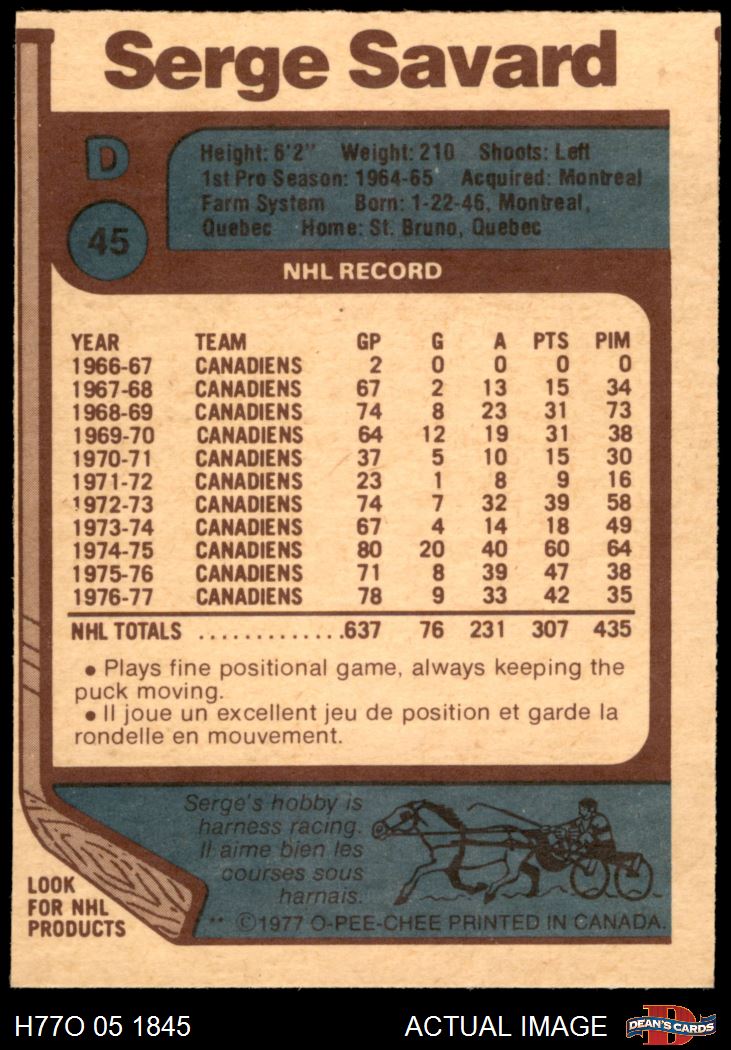 Serge Savard
D
45
Height: 6'2" Weight: 210 Shoots: Left
1st Pro Season: 1964-65 Acquired: Montreal
Farm System Born: 1-22-46, Montreal,
Quebec Home: St. Bruno, Quebec
NHL RECORD
YEAR TEAM GP G A PTS PIM
1966-67 CANADIENS 2 0 0 0 0
1967-68 CANADIENS 67 2 13 15 34
1968-69 CANADIENS 74 8 23 31 73
1969-70 CANADIENS 64 12 19 31 38
1970-71 CANADIENS 37 5 10 15 30
1971-72 CANADIENS 23 1 8 9 16
1972-73 CANADIENS 74 7 32 39 58
1973-74 CANADIENS 67 4 14 18 49
1974-75 CANADIENS 80 20 40 60 64
1975-76 CANADIENS 71 8 39 47 38
1976-77 CANADIENS 78 9 33 42 35
NHL TOTALS .............637 76 231 307 435
• Plays fine positional game, always keeping the
puck moving.
• Il joue un excellent jeu de position et garde la
rondelle en mouvement.
Serge's hobby is
harness racing.
Il aime bien les
courses sous
harnais.
LOOK
FOR NHL
PRODUCTS
** ©1977 O-PEE-CHEE PRINTED IN CANADA.
H77O 05 1845 ACTUAL IMAGE D DEAN'S CARDS